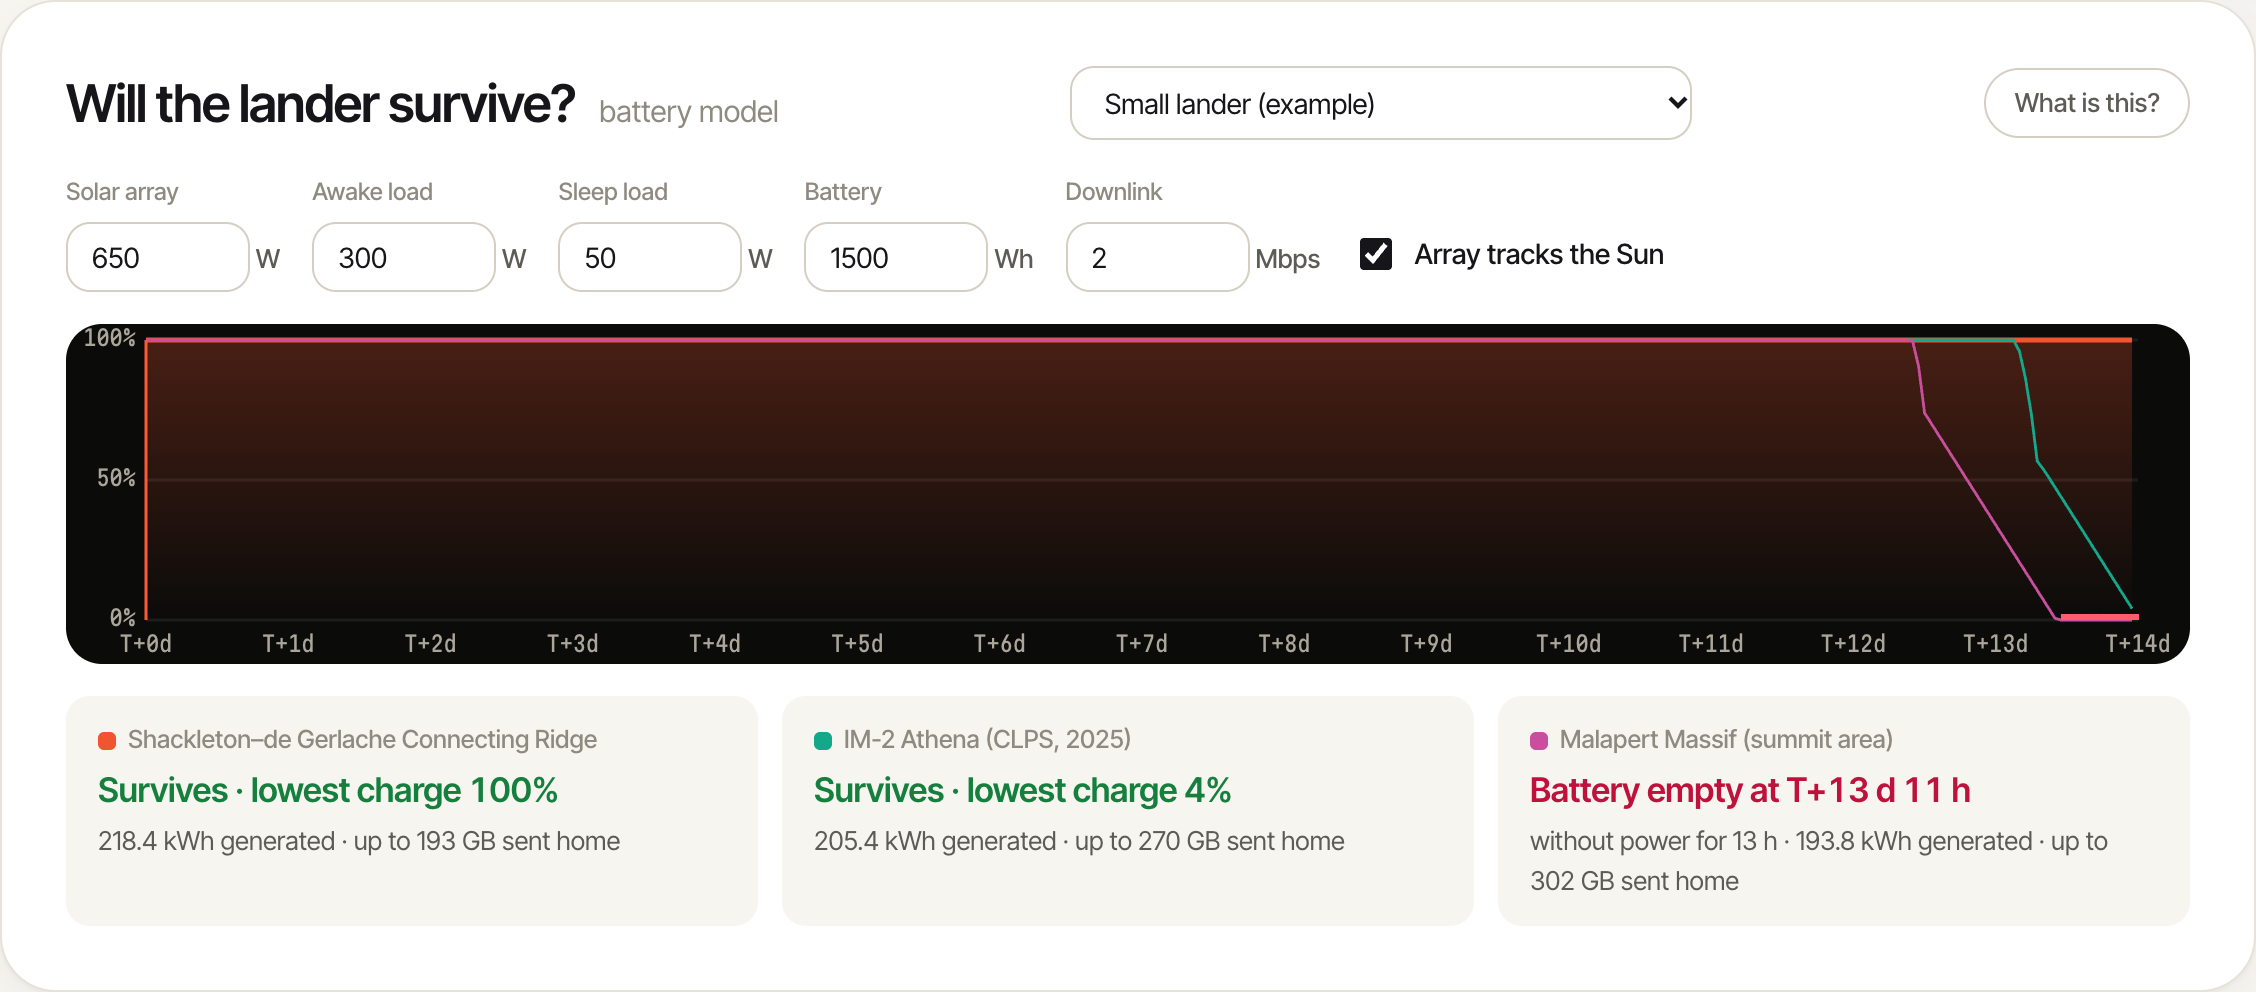 Will the lander survive? battery model
Small lander (example)
What is this?
Solar array
Awake load
Sleep load
Battery
Downlink
650 W
300 W
50 W
1500 Wh
2 Mbps
Array tracks the Sun
100%
50%
0%
T+0d T+1d T+2d T+3d T+4d T+5d T+6d T+7d T+8d T+9d T+10d T+11d T+12d T+13d T+14d
Shackleton–de Gerlache Connecting Ridge
Survives · lowest charge 100%
218.4 kWh generated · up to 193 GB sent home
IM-2 Athena (CLPS, 2025)
Survives · lowest charge 4%
205.4 kWh generated · up to 270 GB sent home
Malapert Massif (summit area)
Battery empty at T+13 d 11 h
without power for 13 h · 193.8 kWh generated · up to
302 GB sent home